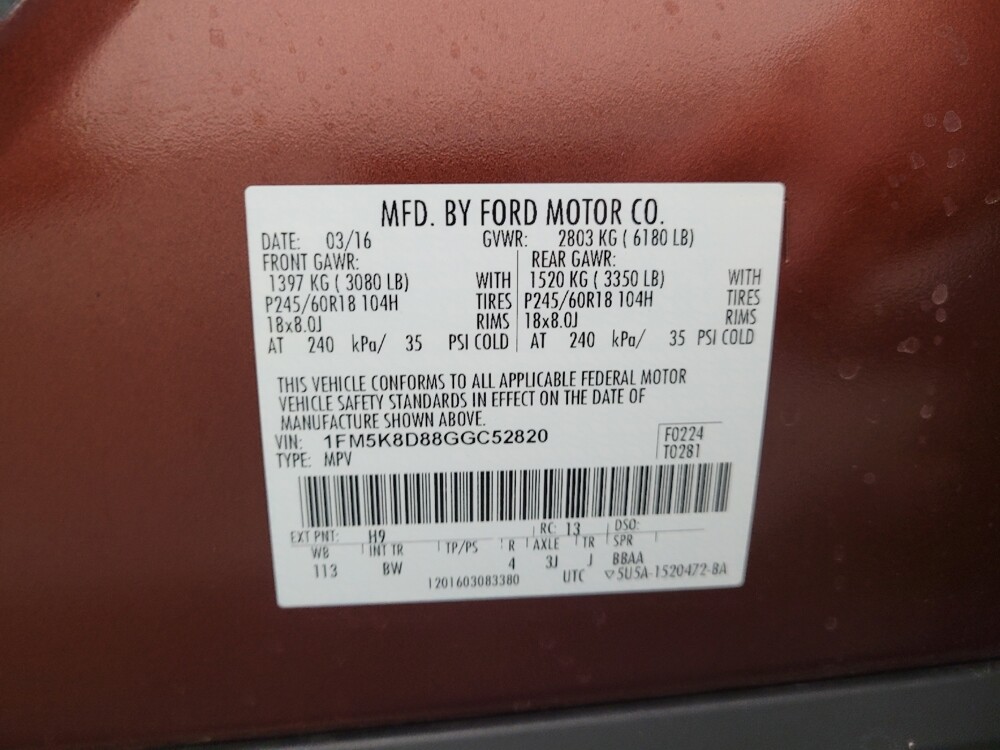 MFD. BY FORD MOTOR CO.
DATE: 03/16 GVWR: 2803 KG ( 6180 LB)
FRONT GAWR: REAR GAWR:
1397 KG ( 3080 LB) WITH 1520 KG ( 3350 LB) WITH
P245/60R18 104H TIRES P245/60R18 104H TIRES
18x8.0J RIMS 18x8.0J RIMS
AT 240 kPa/ 35 PSI COLD AT 240 kPa/ 35 PSI COLD
THIS VEHICLE CONFORMS TO ALL APPLICABLE FEDERAL MOTOR
VEHICLE SAFETY STANDARDS IN EFFECT ON THE DATE OF
MANUFACTURE SHOWN ABOVE.
VIN: 1FM5K8D88GGC52820 F0224
TYPE: MPV T0281
EXT PNT: H9 RC: 13 DSO:
WB INT TR TP/PS R AXLE TR SPR
113 BW 4 3J J BBAA
1201603083380 UTC ▽5U5A-1520472-BA